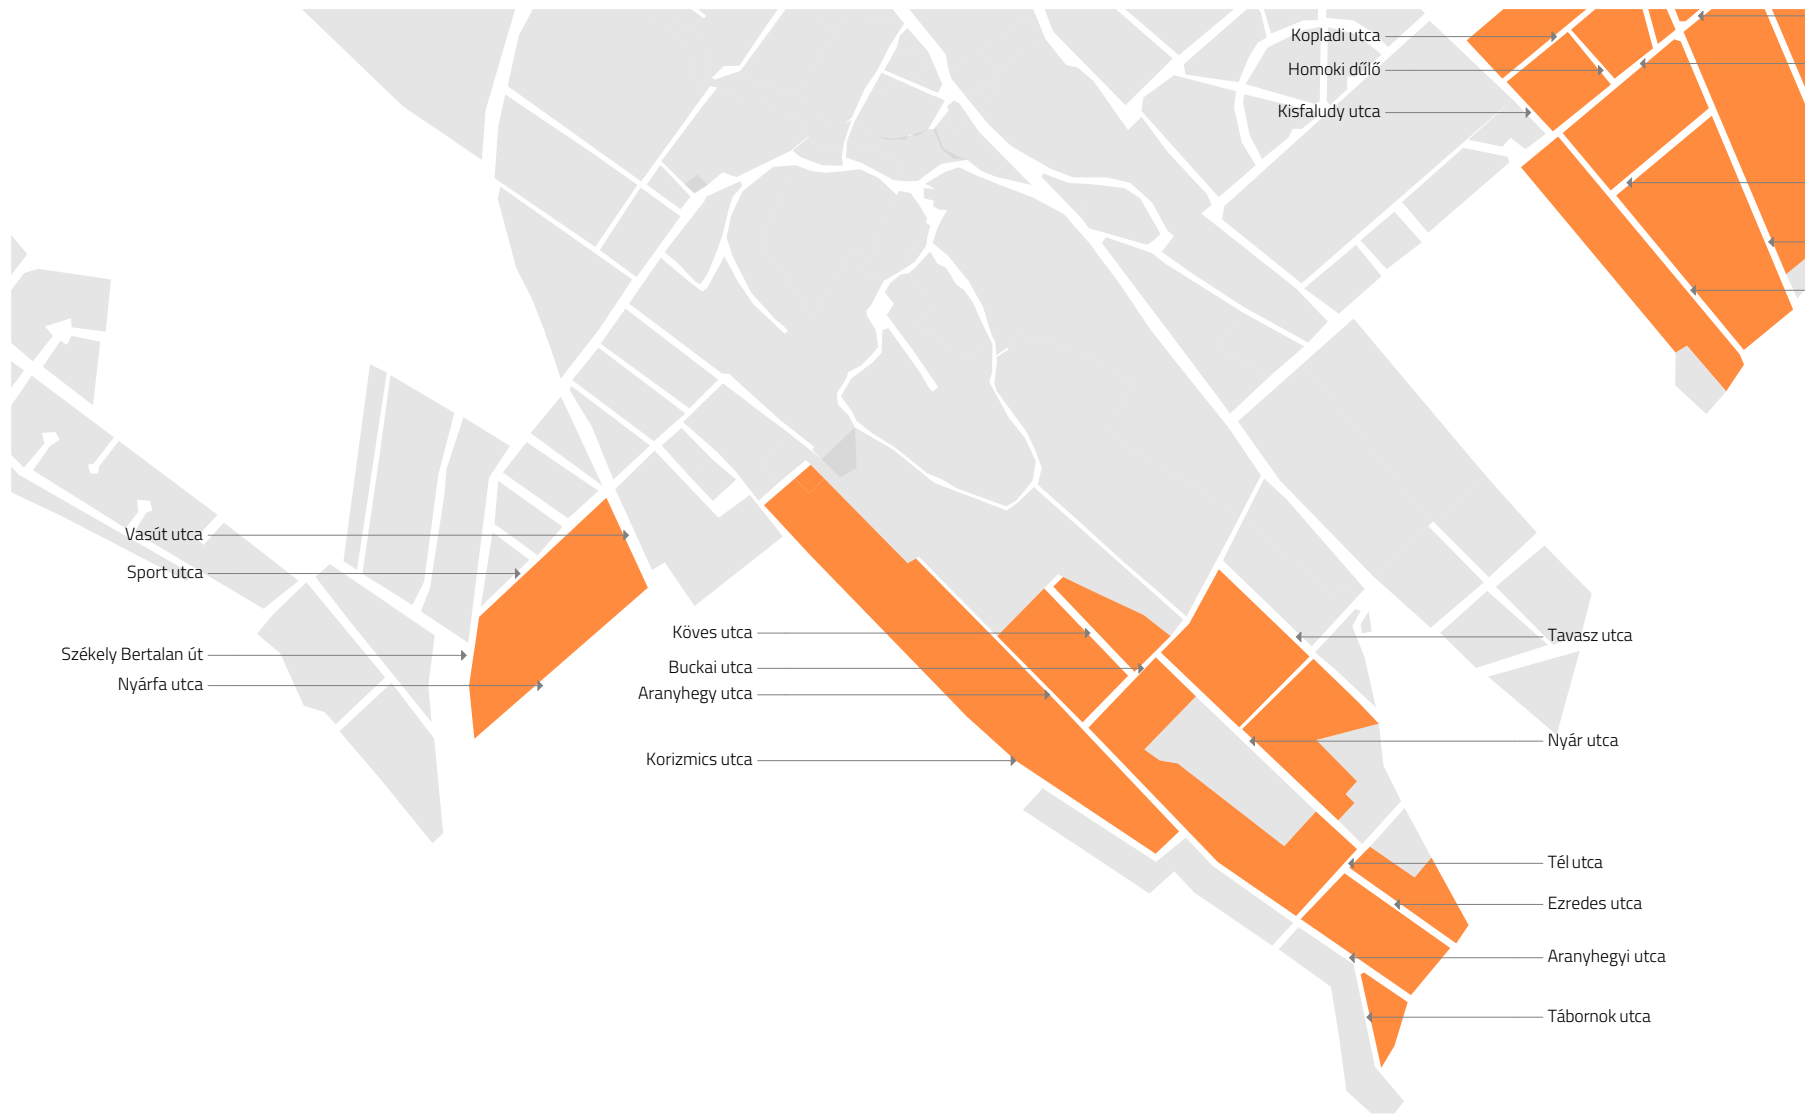 Kopladi utca
Homoki dűlő
Kisfaludy utca
Vasút utca
Sport utca
Székely Bertalan út
Nyárfa utca
Köves utca
Buckai utca
Aranyhegy utca
Korizmics utca
Tavasz utca
Nyár utca
Tél utca
Ezredes utca
Aranyhegyi utca
Tábornok utca